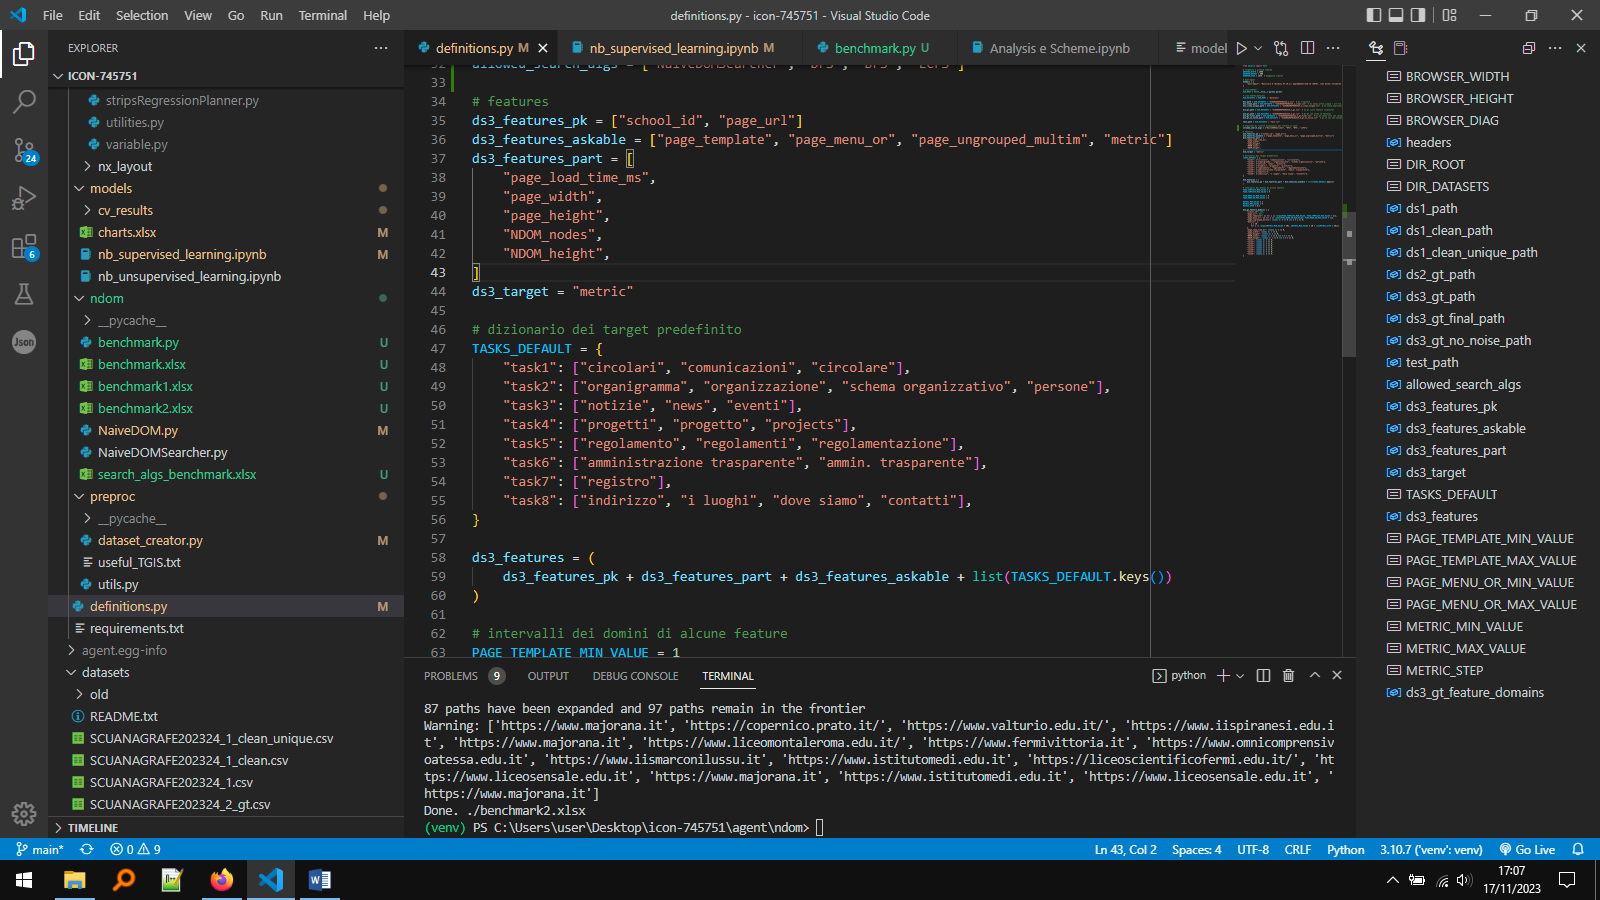 File Edit Selection View Go Run Terminal Help
definitions.py - icon-745751 - Visual Studio Code
EXPLORER
ICON-745751
stripsRegressionPlanner.py
utilities.py
variable.py
nx_layout
models
cv_results
charts.xlsx M
nb_supervised_learning.ipynb M
nb_unsupervised_learning.ipynb
ndom
__pycache__
benchmark.py U
benchmark.xlsx U
benchmark1.xlsx U
benchmark2.xlsx U
NaiveDOM.py M
NaiveDOMSearcher.py
search_algs_benchmark.xlsx U
preproc
__pycache__
dataset_creator.py M
useful_TGIS.txt
utils.py
definitions.py M
requirements.txt
agent.egg-info
datasets
old
README.txt
SCUANAGRAFE202324_1_clean_unique.csv
SCUANAGRAFE202324_1_clean.csv
SCUANAGRAFE202324_1.csv
SCUANAGRAFE202324_2_gt.csv
TIMELINE
24
6
Json
definitions.py M nb_supervised_learning.ipynb M benchmark.py U Analysis e Scheme.ipynb model
33
34 # features
35 ds3_features_pk = ["school_id", "page_url"]
36 ds3_features_askable = ["page_template", "page_menu_or", "page_ungrouped_multim", "metric"]
37 ds3_features_part = [
38 "page_load_time_ms",
39 "page_width",
40 "page_height",
41 "NDOM_nodes",
42 "NDOM_height",
43 ]
44 ds3_target = "metric"
45
46 # dizionario dei target predefinito
47 TASKS_DEFAULT = {
48 "task1": ["circolari", "comunicazioni", "circolare"],
49 "task2": ["organigramma", "organizzazione", "schema organizzativo", "persone"],
50 "task3": ["notizie", "news", "eventi"],
51 "task4": ["progetti", "progetto", "projects"],
52 "task5": ["regolamento", "regolamenti", "regolamentazione"],
53 "task6": ["amministrazione trasparente", "ammin. trasparente"],
54 "task7": ["registro"],
55 "task8": ["indirizzo", "i luoghi", "dove siamo", "contatti"],
56 }
57
58 ds3_features = (
59 ds3_features_pk + ds3_features_part + ds3_features_askable + list(TASKS_DEFAULT.keys())
60 )
61
62 # intervalli dei domini di alcune feature
63 PAGE_TEMPLATE_MIN_VALUE = 1
PROBLEMS 9 OUTPUT DEBUG CONSOLE TERMINAL python
87 paths have been expanded and 97 paths remain in the frontier
Warning: ['https://www.majorana.it', 'https://copernico.prato.it/', 'https://www.valturio.edu.it/', 'https://www.iispiranesi.edu.i
t', 'https://www.majorana.it', 'https://www.liceomontaleroma.edu.it/', 'https://www.fermivittoria.it', 'https://www.omnicomprensiv
oatessa.edu.it', 'https://www.iismarconilussu.it', 'https://www.istitutomedi.edu.it', 'https://liceoscientificofermi.edu.it/', 'ht
tps://www.liceosensale.edu.it', 'https://www.majorana.it', 'https://www.istitutomedi.edu.it', 'https://www.liceosensale.edu.it', '
https://www.majorana.it']
Done. ./benchmark2.xlsx
(venv) PS C:\Users\user\Desktop\icon-745751\agent\ndom>
BROWSER_WIDTH
BROWSER_HEIGHT
BROWSER_DIAG
headers
DIR_ROOT
DIR_DATASETS
ds1_path
ds1_clean_path
ds1_clean_unique_path
ds2_gt_path
ds3_gt_path
ds3_gt_final_path
ds3_gt_no_noise_path
test_path
allowed_search_algs
ds3_features_pk
ds3_features_askable
ds3_features_part
ds3_target
TASKS_DEFAULT
ds3_features
PAGE_TEMPLATE_MIN_VALUE
PAGE_TEMPLATE_MAX_VALUE
PAGE_MENU_OR_MIN_VALUE
PAGE_MENU_OR_MAX_VALUE
METRIC_MIN_VALUE
METRIC_MAX_VALUE
METRIC_STEP
ds3_gt_feature_domains
main* 0 9 Ln 43, Col 2 Spaces: 4 UTF-8 CRLF Python 3.10.7 ('venv': venv) Go Live
17:07
17/11/2023